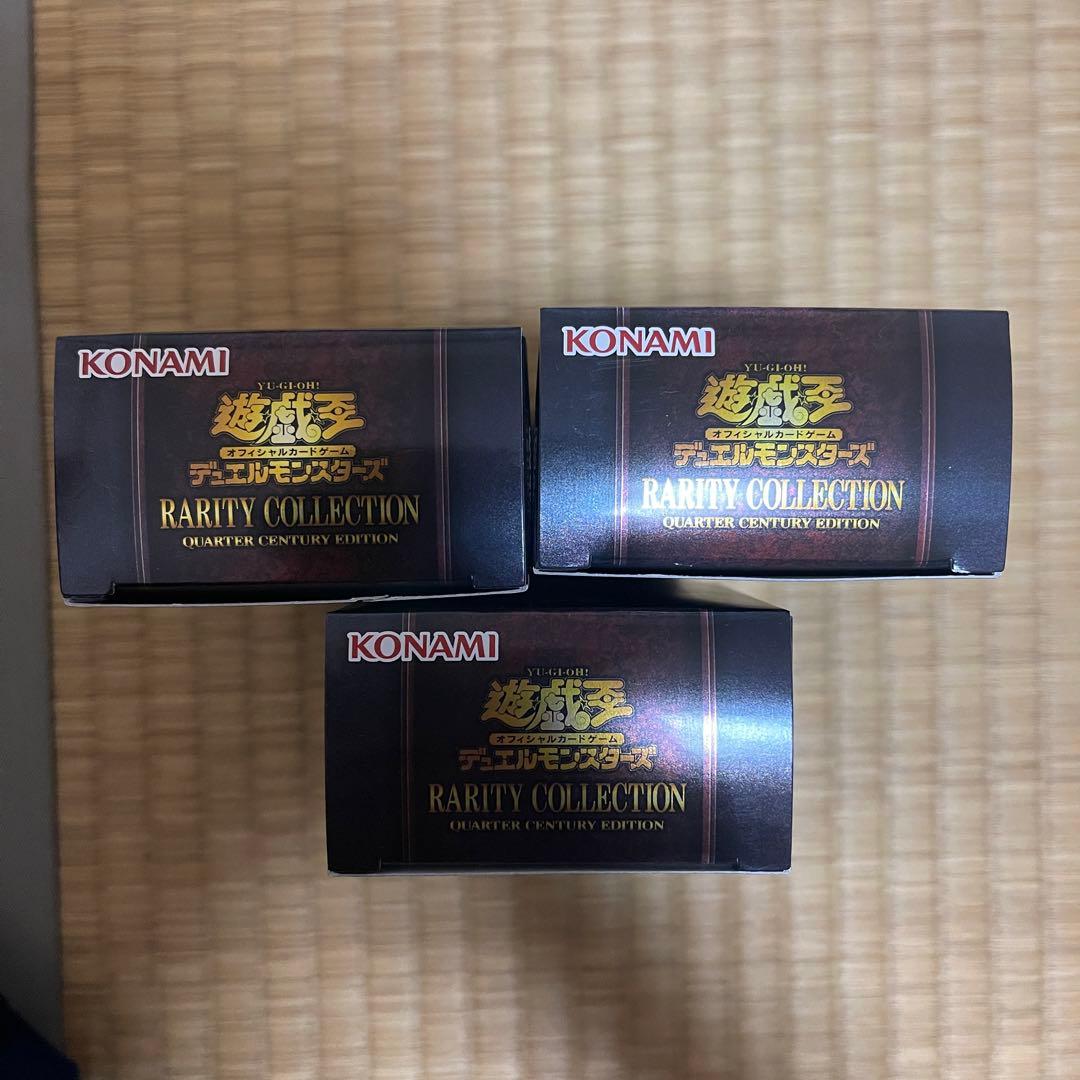 KONAMI
YU-GI-OH!
遊戯王
オフィシャルカードゲーム
デュエルモンスターズ
RARITY COLLECTION
QUARTER CENTURY EDITION
KONAMI
YU-GI-OH!
遊戯王
オフィシャルカードゲーム
デュエルモンスターズ
RARITY COLLECTION
QUARTER CENTURY EDITION
KONAMI
YU-GI-OH!
遊戯王
オフィシャルカードゲーム
デュエルモンスターズ
RARITY COLLECTION
QUARTER CENTURY EDITION